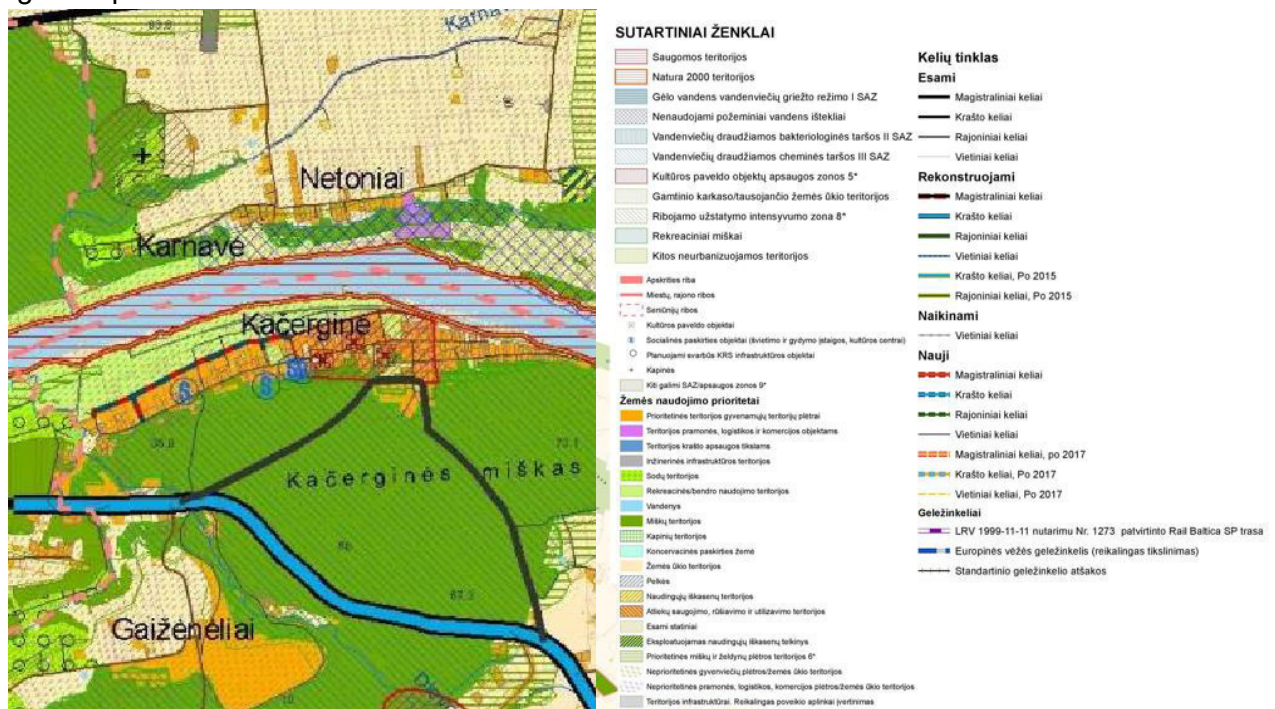 63.8
Karnavė
Netoniai
Karnavė
Kačerginė
S
S
S
35.8
73.1
Kačerginės miškas
68
67.3
Gaižėneliai
SUTARTINIAI ŽENKLAI
Saugomos teritorijos
Natura 2000 teritorijos
Gėlo vandens vandenviečių griežto režimo I SAZ
Nenaudojami požeminiai vandens ištekliai
Vandenviečių draudžiamos bakteriologinės taršos II SAZ
Vandenviečių draudžiamos cheminės taršos III SAZ
Kultūros paveldo objektų apsaugos zonos 5*
Gamtinio karkaso/tausojančio žemės ūkio teritorijos
Ribojamo užstatymo intensyvumo zona 8*
Rekreaciniai miškai
Kitos neurbanizuojamos teritorijos
Apskrities riba
Miestų, rajono ribos
Seniūnijų ribos
Kultūros paveldo objektai
Socialinės paskirties objektai (švietimo ir gydymo įstaigos, kultūros centrai)
Planuojami svarbūs KRS infrastruktūros objektai
Kapinės
Kiti galimi SAZ/apsaugos zonos 9*
Žemės naudojimo prioritetai
Prioritetinės teritorijos gyvenamųjų teritorijų plėtrai
Teritorijos pramonės, logistikos ir komercijos objektams
Teritorijos krašto apsaugos tikslams
Inžinerinės infrastruktūros teritorijos
Sodų teritorijos
Rekreacinės/bendro naudojimo teritorijos
Vandenys
Miškų teritorijos
Kapinių teritorijos
Koncervacinės paskirties žemė
Žemės ūkio teritorijos
Pelkės
Naudingųjų iškasenų teritorijos
Atliekų saugojimo, rūšiavimo ir utilizavimo teritorijos
Esami statiniai
Eksploatuojamas naudingųjų iškasenų telkinys
Prioritetinės miškų ir želdynų plėtros teritorijos 6*
Neprioritetinės gyvenviečių plėtros/žemės ūkio teritorijos
Neprioritetinės pramonės, logistikos, komercijos plėtros/žemės ūkio teritorijos
Teritorijos infrastruktūrai. Reikalingas poveikio aplinkai įvertinimas
Kelių tinklas
Esami
Magistraliniai keliai
Krašto keliai
Rajoniniai keliai
Vietiniai keliai
Rekonstruojami
Magistraliniai keliai
Krašto keliai
Rajoniniai keliai
Vietiniai keliai
Krašto keliai, Po 2015
Rajoniniai keliai, Po 2015
Naikinami
Vietiniai keliai
Nauji
Magistraliniai keliai
Krašto keliai
Rajoniniai keliai
Vietiniai keliai
Magistraliniai keliai, po 2017
Krašto keliai, Po 2017
Vietiniai keliai, Po 2017
Geležinkeliai
LRV 1999-11-11 nutarimu Nr. 1273 patvirtinto Rail Baltica SP trasa
Europinės vėžės geležinkelis (reikalingas tikslinimas)
Standartinio geležinkelio atšakos